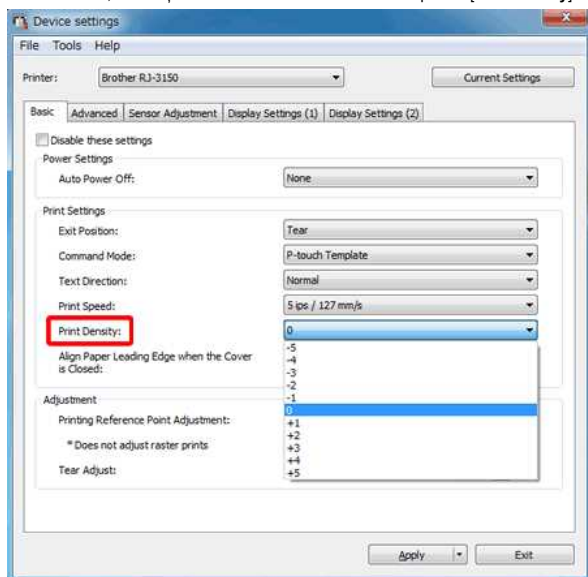 Device settings
File Tools Help
Printer: Brother RJ-3150 Current Settings
Basic Advanced Sensor Adjustment Display Settings (1) Display Settings (2)
Disable these settings
Power Settings
Auto Power Off: None
Print Settings
Exit Position: Tear
Command Mode: P-touch Template
Text Direction: Normal
Print Speed: 5 ips / 127 mm/s
Print Density: 0
-5
-4
Align Paper Leading Edge when the Cover
is Closed:
-3
-2
-1
Adjustment
0
Printing Reference Point Adjustment:
+1
+2
* Does not adjust raster prints
+3
+4
Tear Adjust:
+5
Apply Exit